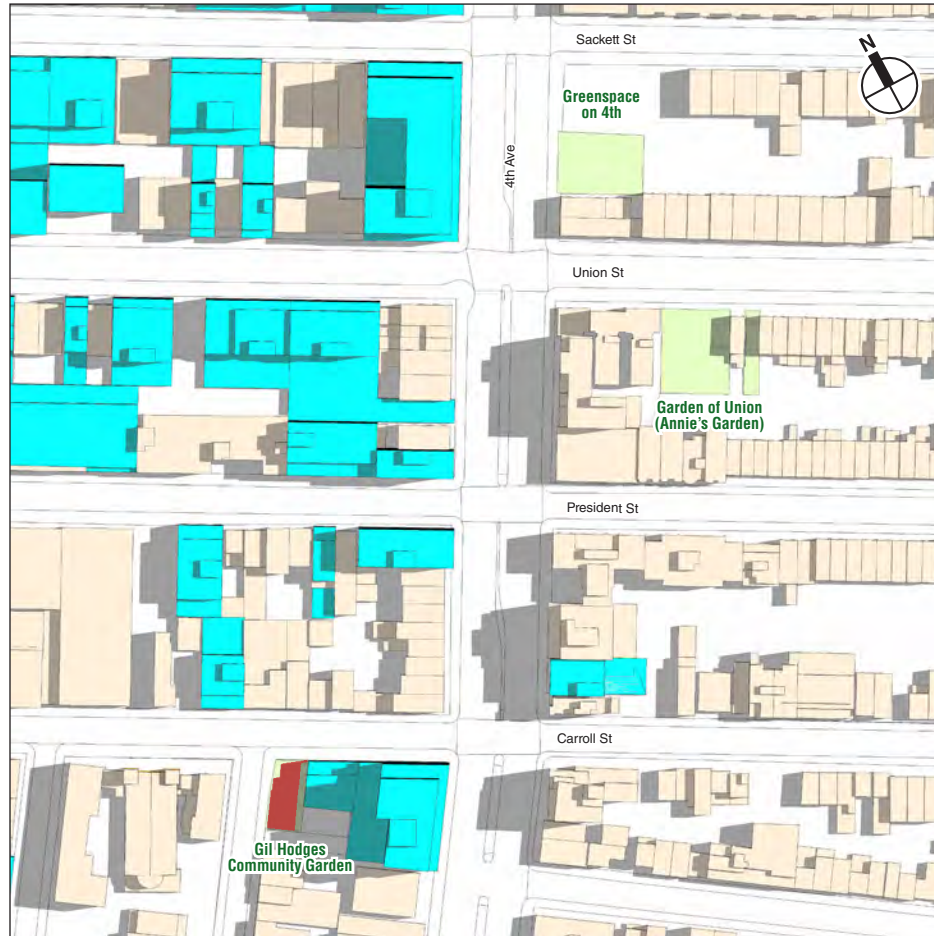 Sackett St
N
Greenspace
on 4th
4th Ave
Union St
Garden of Union
(Annie's Garden)
President St
Carroll St
Gil Hodges
Community Garden